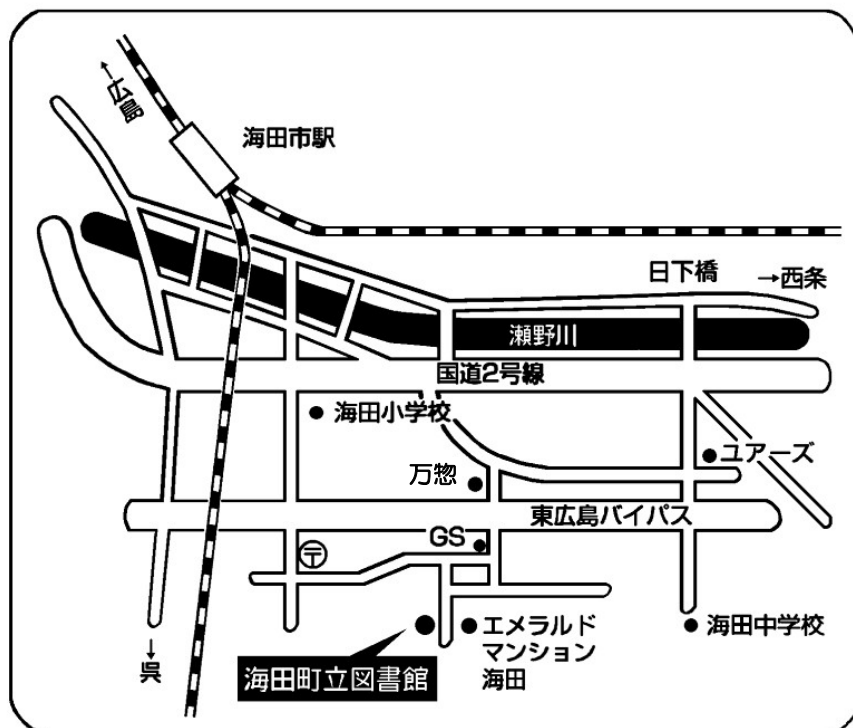 ←広島
海田市駅
日下橋
→西条
瀬野川
国道2号線
海田小学校
ユアーズ
万惣
東広島バイパス
GS
〒
エメラルド
マンション
海田
海田中学校
←呉
海田町立図書館